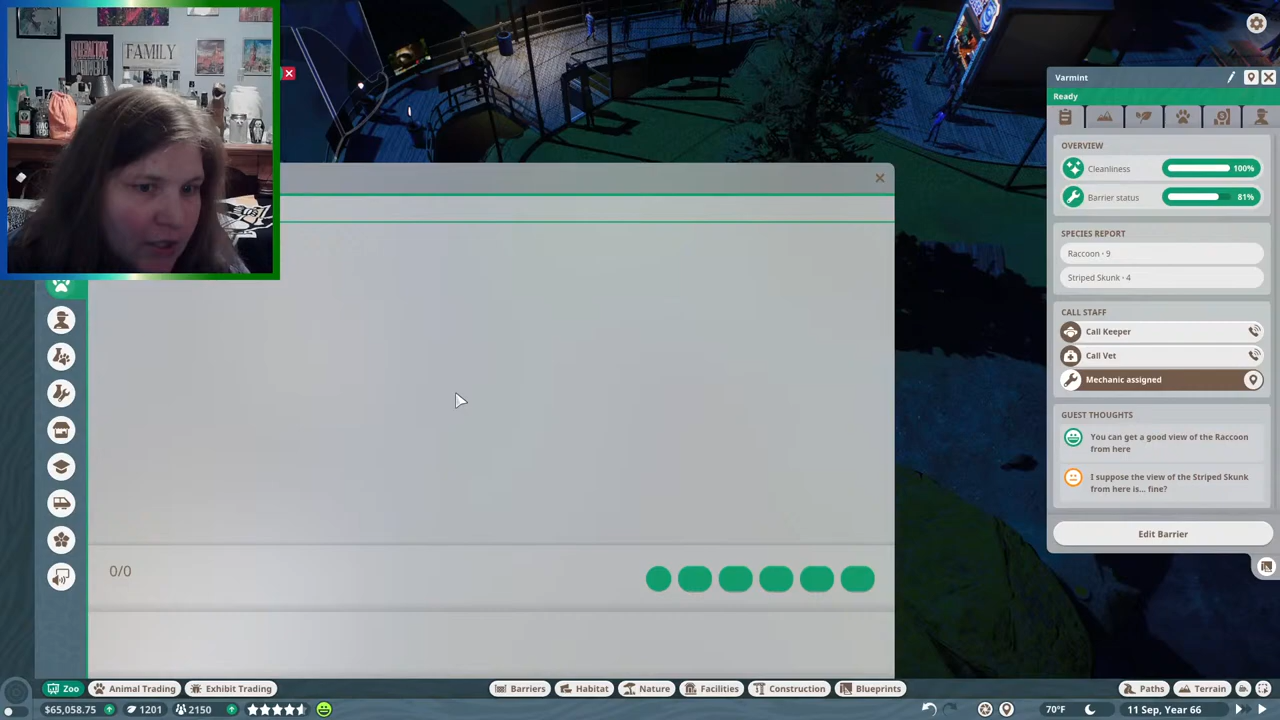 FAMILY
Varmint
Ready
OVERVIEW
Cleanliness
100%
Barrier status
81%
SPECIES REPORT
Raccoon · 9
Striped Skunk · 4
CALL STAFF
Call Keeper
Call Vet
Mechanic assigned
GUEST THOUGHTS
You can get a good view of the Raccoon
from here
I suppose the view of the Striped Skunk
from here is... fine?
Edit Barrier
0/0
Zoo
Animal Trading
Exhibit Trading
Barriers
Habitat
Nature
Facilities
Construction
Blueprints
Paths
Terrain
$65,058.75
1201
2150
70°F
11 Sep, Year 66